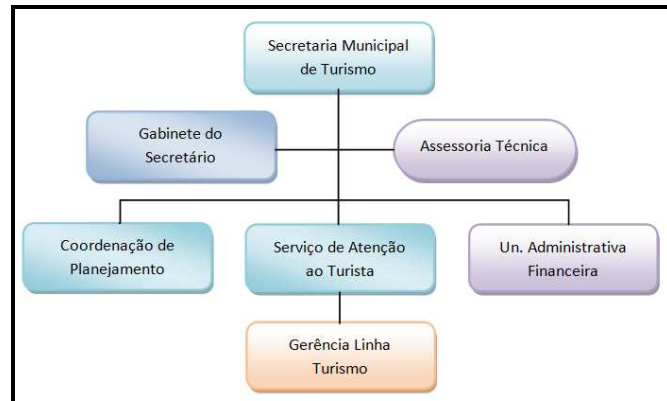 Secretaria Municipal
de Turismo
Gabinete do
Secretário
Assessoria Técnica
Coordenação de
Planejamento
Serviço de Atenção
ao Turista
Un. Administrativa
Financeira
Gerência Linha
Turismo